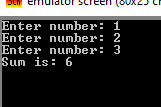 emulator screen (80x25 c
Enter number: 1
Enter number: 2
Enter number: 3
Sum is: 6